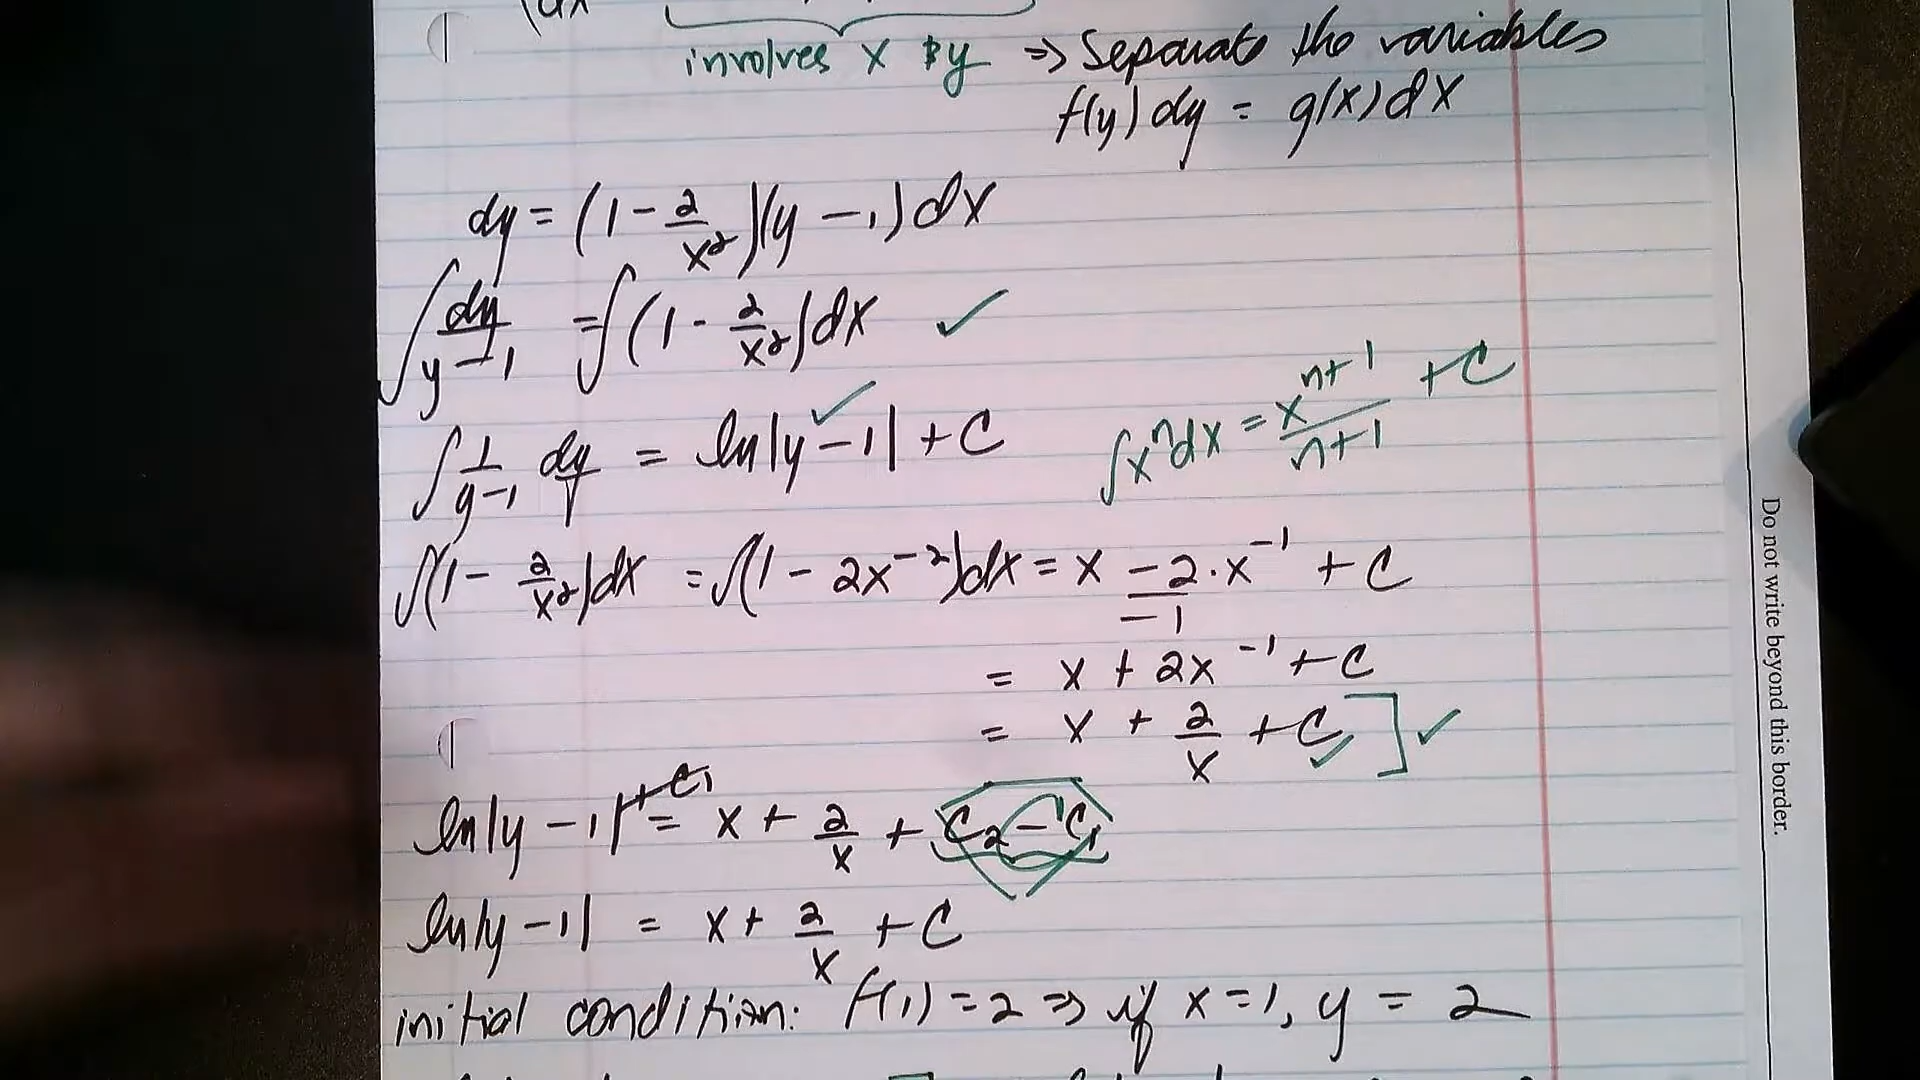 (dx
involves x & y ⇒ Separate the variables
f(y) dy = g(x) dx
dy = (1 - 2/x²)(y - 1) dx
∫ dy/(y - 1) = ∫(1 - 2/x²) dx ✓
∫ 1/(y-1) dy/1 = ln|y - 1| + C ✓
∫xⁿdx = xⁿ⁺¹/(n+1) + C
∫(1 - 2/x²) dx = ∫(1 - 2x⁻²) dx = x - 2/-1 · x⁻¹ + C
= x + 2x⁻¹ + C
= x + 2/x + C ] ✓
ln|y - 1| + C₁ = x + 2/x + C₂ - C₁
ln|y - 1| = x + 2/x + C
initial condition: f(1) = 2 ⇒ if x = 1, y = 2
Do not write beyond this border.